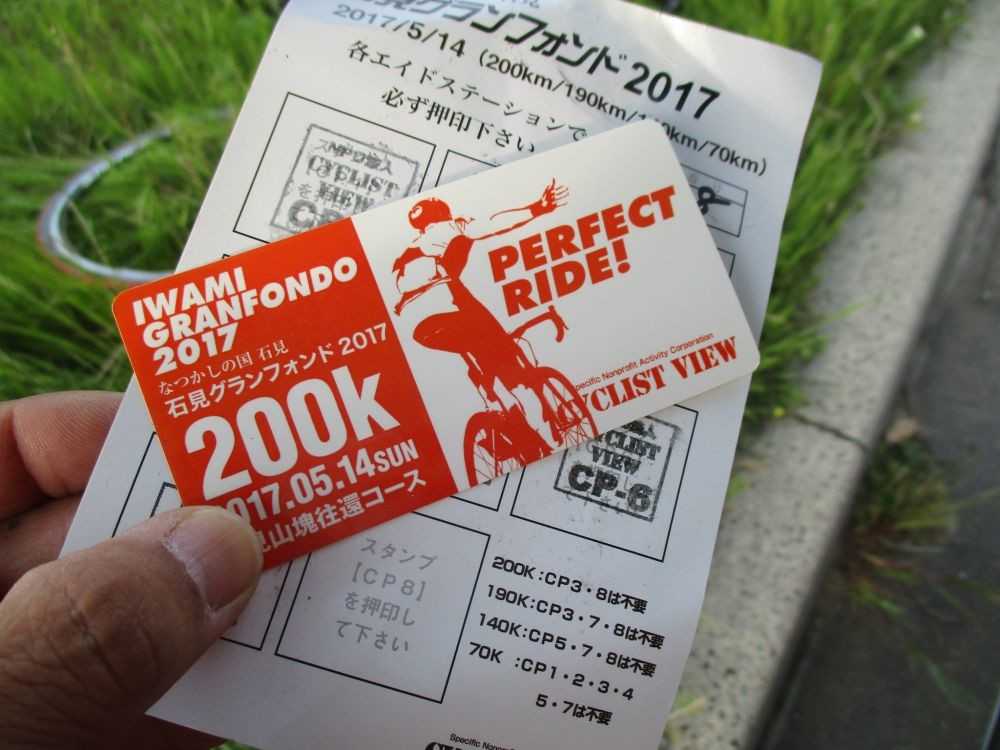 グランフォンド2017
2017/5/14 (200km/190km/140km/70km)
各エイドステーションで
必ず押印下さい
CYCLIST
VIEW
IWAMI
GRANFONDO
2017
なつかしの国 石見
石見グランフォンド 2017
200k
2017.05.14SUN
山塊往還コース
PERFECT
RIDE!
Specific Nonprofit Activity Corporation
CYCLIST VIEW
CYCLIST
VIEW
CP-6
スタンプ
【CP8】
を押印し
て下さい
200K:CP3・8は不要
190K:CP3・7・8は不要
140K:CP5・7・8は不要
70K :CP1・2・3・4
5・7は不要